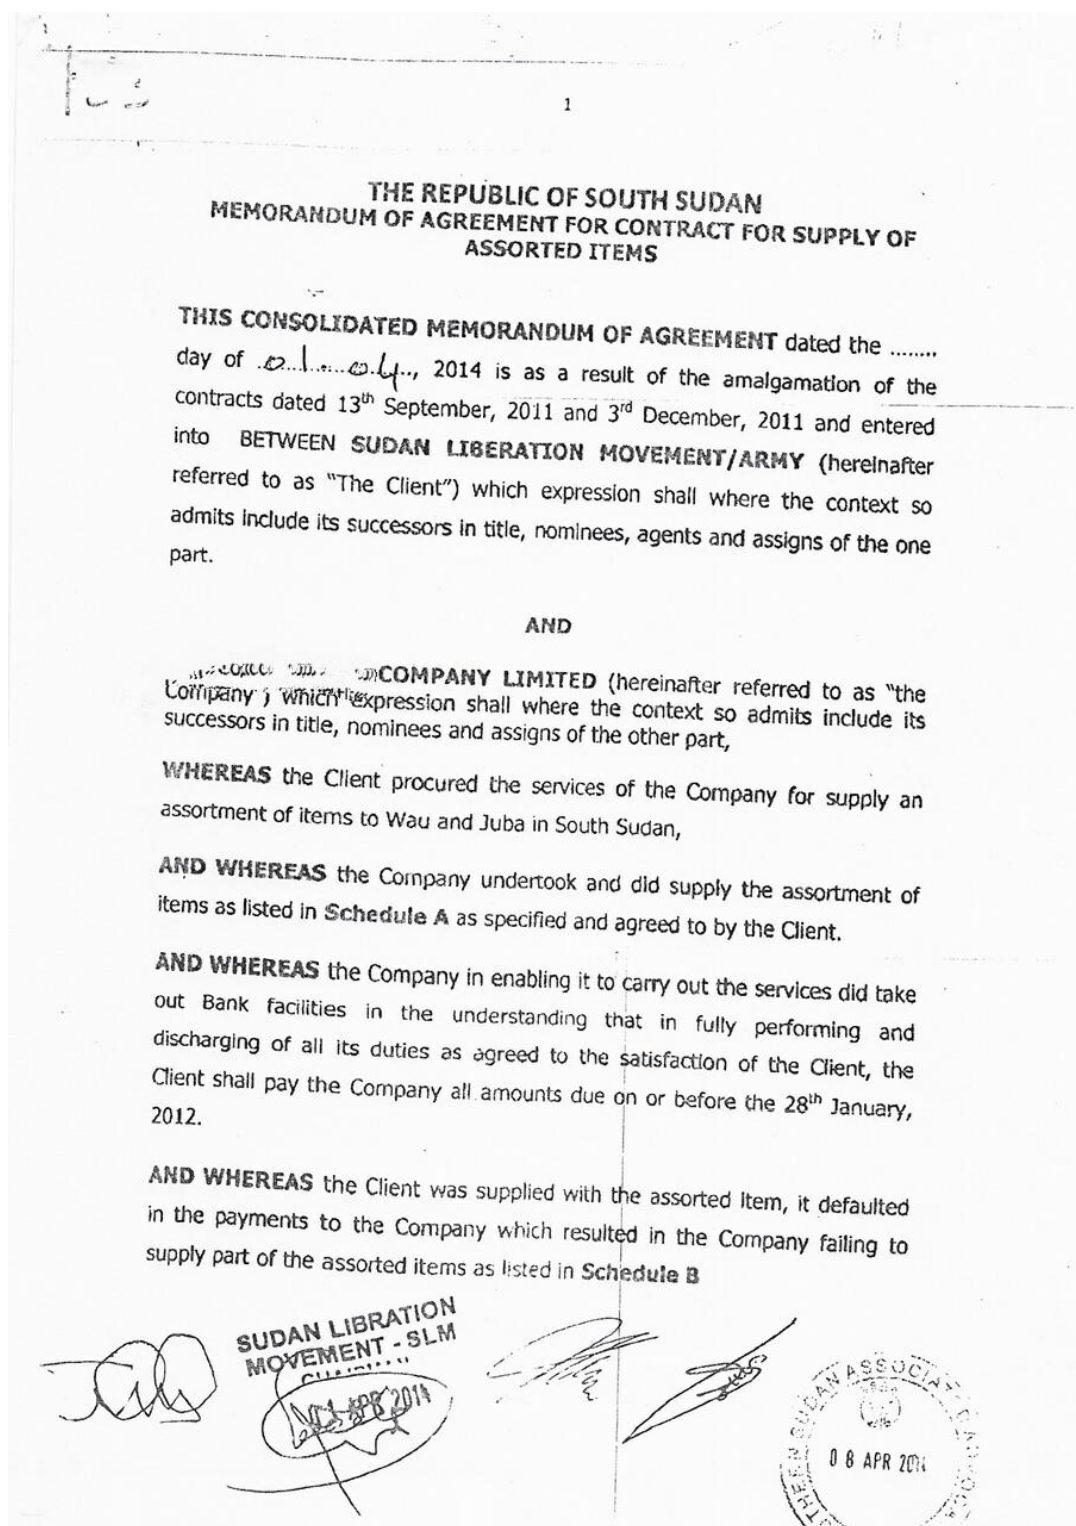 1
THE REPUBLIC OF SOUTH SUDAN
MEMORANDUM OF AGREEMENT FOR CONTRACT FOR SUPPLY OF
ASSORTED ITEMS
THIS CONSOLIDATED MEMORANDUM OF AGREEMENT dated the ........
day of ..., 2014 is as a result of the amalgamation of the
contracts dated 13th September, 2011 and 3rd December, 2011 and entered
into BETWEEN SUDAN LIBERATION MOVEMENT/ARMY (hereinafter
referred to as "The Client") which expression shall where the context so
admits include its successors in title, nominees, agents and assigns of the one
part.
AND
COMPANY LIMITED (hereinafter referred to as "the
Company") which expression shall where the context so admits include its
successors in title, nominees and assigns of the other part,
WHEREAS the Client procured the services of the Company for supply an
assortment of items to Wau and Juba in South Sudan,
AND WHEREAS the Company undertook and did supply the assortment of
items as listed in Schedule A as specified and agreed to by the Client.
AND WHEREAS the Company in enabling it to carry out the services did take
out Bank facilities in the understanding that in fully performing and
discharging of all its duties as agreed to the satisfaction of the Client, the
Client shall pay the Company all amounts due on or before the 28th January,
2012.
AND WHEREAS the Client was supplied with the assorted Item, it defaulted
in the payments to the Company which resulted in the Company failing to
supply part of the assorted items as listed in Schedule B
SUDAN LIBRATION
MOVEMENT - SLM
APR 2014
SUDAN ASSOCIATE
08 APR 2014